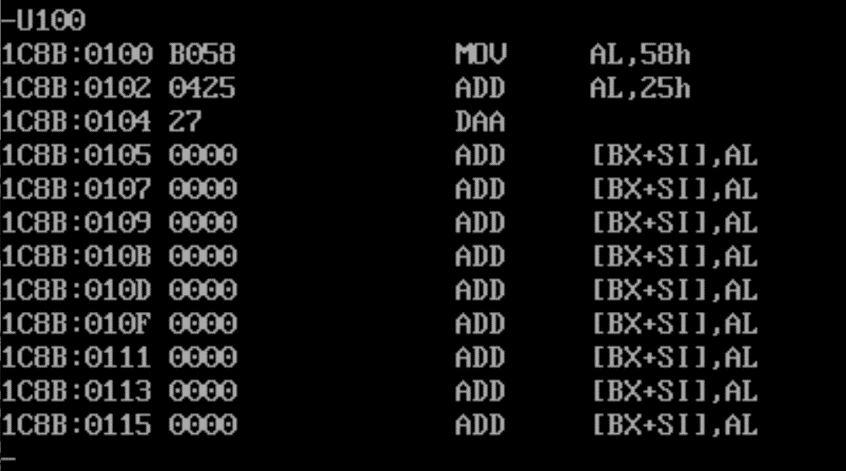 -U100
1C8B:0100 B058 MOV AL,58h
1C8B:0102 0425 ADD AL,25h
1C8B:0104 27 DAA
1C8B:0105 0000 ADD [BX+SI],AL
1C8B:0107 0000 ADD [BX+SI],AL
1C8B:0109 0000 ADD [BX+SI],AL
1C8B:010B 0000 ADD [BX+SI],AL
1C8B:010D 0000 ADD [BX+SI],AL
1C8B:010F 0000 ADD [BX+SI],AL
1C8B:0111 0000 ADD [BX+SI],AL
1C8B:0113 0000 ADD [BX+SI],AL
1C8B:0115 0000 ADD [BX+SI],AL
-